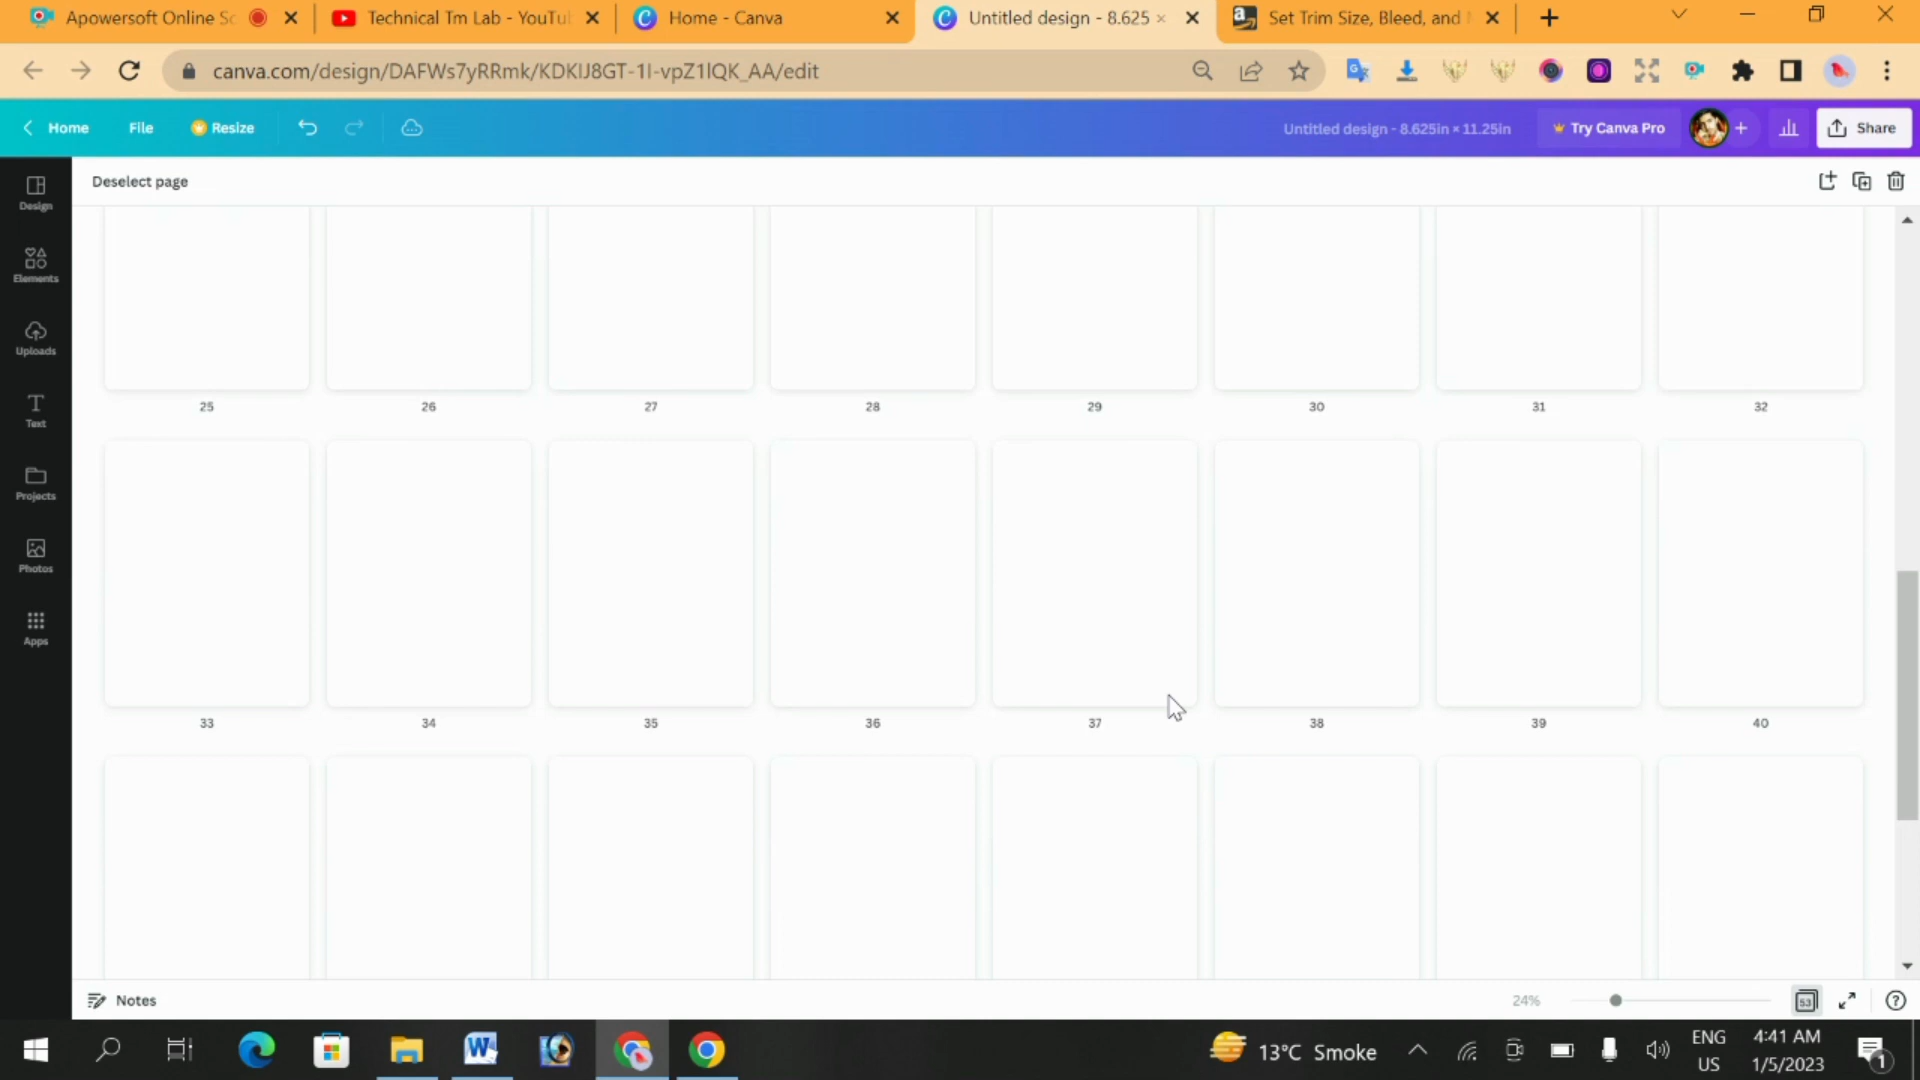 Apowersoft Online Sc
Technical Tm Lab - YouTu
Home - Canva
Untitled design - 8.625
Set Trim Size, Bleed, and
canva.com/design/DAFWs7yRRmk/KDKIJ8GT-1I-vpZ1lQK_AA/edit
Home
File
Resize
Untitled design - 8.625in × 11.25in
Try Canva Pro
Share
Deselect page
Design
Elements
Uploads
Text
Projects
Photos
Apps
25 26 27 28 29 30 31 32
33 34 35 36 37 38 39 40
Notes
24%
53
13°C Smoke
ENG
US
4:41 AM
1/5/2023
1